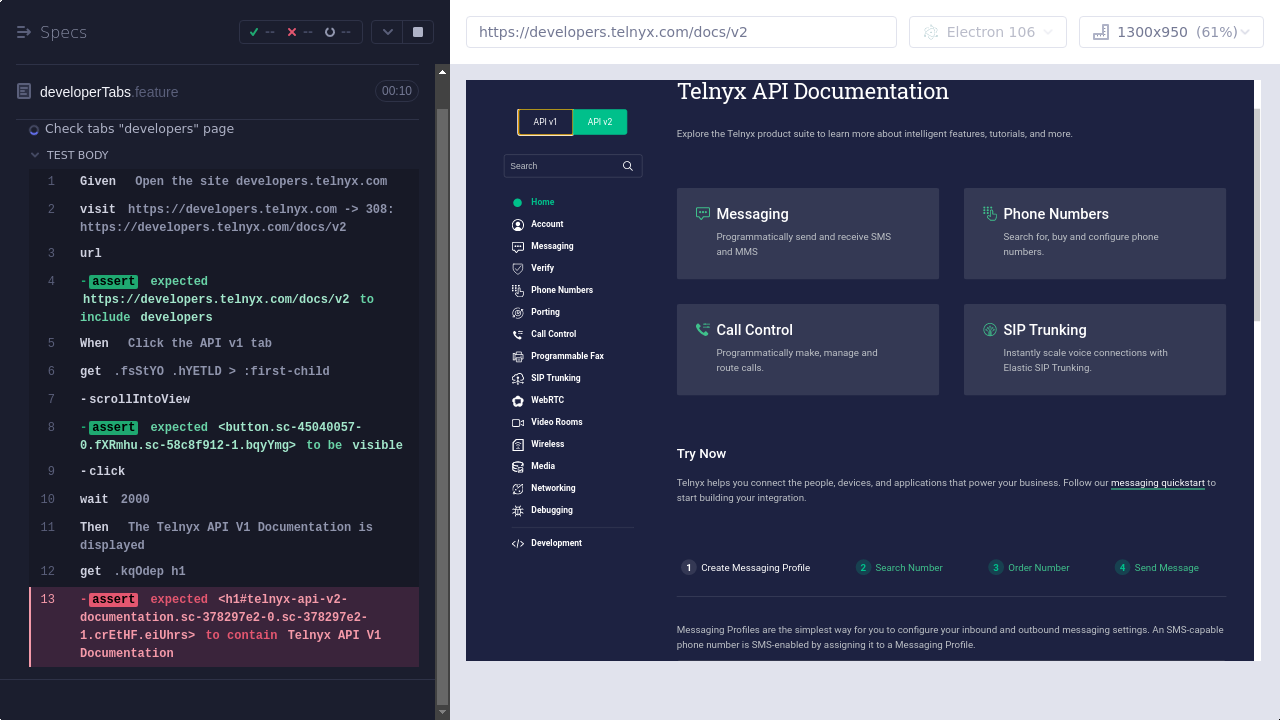 Specs
--
--
--
https://developers.telnyx.com/docs/v2
Electron 106
1300x950 (61%)
developerTabs.feature
00:10
Check tabs "developers" page
TEST BODY
1 Given Open the site developers.telnyx.com
2 visit https://developers.telnyx.com -> 308:
https://developers.telnyx.com/docs/v2
3 url
4 -assert expected
https://developers.telnyx.com/docs/v2 to
include developers
5 When Click the API v1 tab
6 get .fsStYO .hYETLD > :first-child
7 -scrollIntoView
8 -assert expected <button.sc-45040057-
0.fXRmhu.sc-58c8f912-1.bqyYmg> to be visible
9 -click
10 wait 2000
11 Then The Telnyx API V1 Documentation is
displayed
12 get .kqOdep h1
13 -assert expected <h1#telnyx-api-v2-
documentation.sc-378297e2-0.sc-378297e2-
1.crEtHF.eiUhrs> to contain Telnyx API V1
Documentation
API v1
API v2
Search
Home
Account
Messaging
Verify
Phone Numbers
Porting
Call Control
Programmable Fax
SIP Trunking
WebRTC
Video Rooms
Wireless
Media
Networking
Debugging
Development
Telnyx API Documentation
Explore the Telnyx product suite to learn more about intelligent features, tutorials, and more.
Messaging
Programmatically send and receive SMS
and MMS
Phone Numbers
Search for, buy and configure phone
numbers.
Call Control
Programmatically make, manage and
route calls.
SIP Trunking
Instantly scale voice connections with
Elastic SIP Trunking.
Try Now
Telnyx helps you connect the people, devices, and applications that power your business. Follow our messaging quickstart to
start building your integration.
1 Create Messaging Profile
2 Search Number
3 Order Number
4 Send Message
Messaging Profiles are the simplest way for you to configure your inbound and outbound messaging settings. An SMS-capable
phone number is SMS-enabled by assigning it to a Messaging Profile.